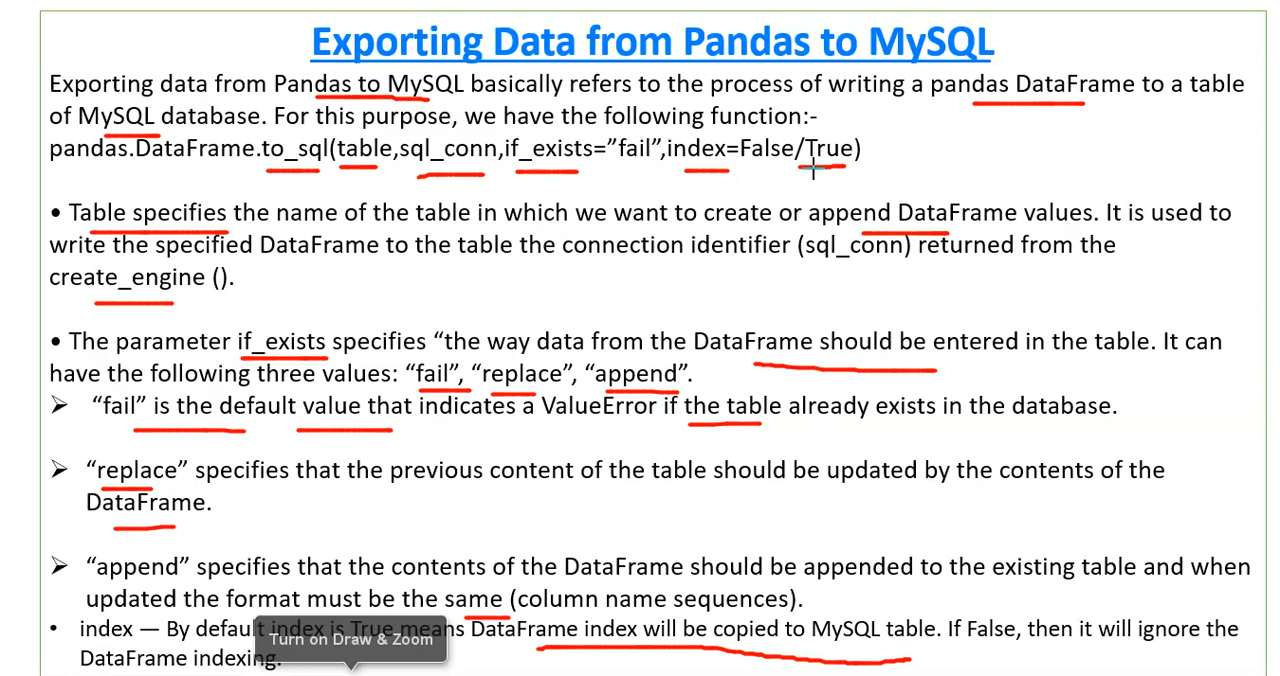 Exporting Data from Pandas to MySQL
Exporting data from Pandas to MySQL basically refers to the process of writing a pandas DataFrame to a table
of MySQL database. For this purpose, we have the following function:-
pandas.DataFrame.to_sql(table,sql_conn,if_exists=”fail”,index=False/True)
• Table specifies the name of the table in which we want to create or append DataFrame values. It is used to
write the specified DataFrame to the table the connection identifier (sql_conn) returned from the
create_engine ().
• The parameter if_exists specifies “the way data from the DataFrame should be entered in the table. It can
have the following three values: “fail”, “replace”, “append”.
➢ “fail” is the default value that indicates a ValueError if the table already exists in the database.
➢ “replace” specifies that the previous content of the table should be updated by the contents of the
DataFrame.
➢ “append” specifies that the contents of the DataFrame should be appended to the existing table and when
updated the format must be the same (column name sequences).
• index — By default index is True means DataFrame index will be copied to MySQL table. If False, then it will ignore the
Turn on Draw & Zoom
DataFrame indexing.